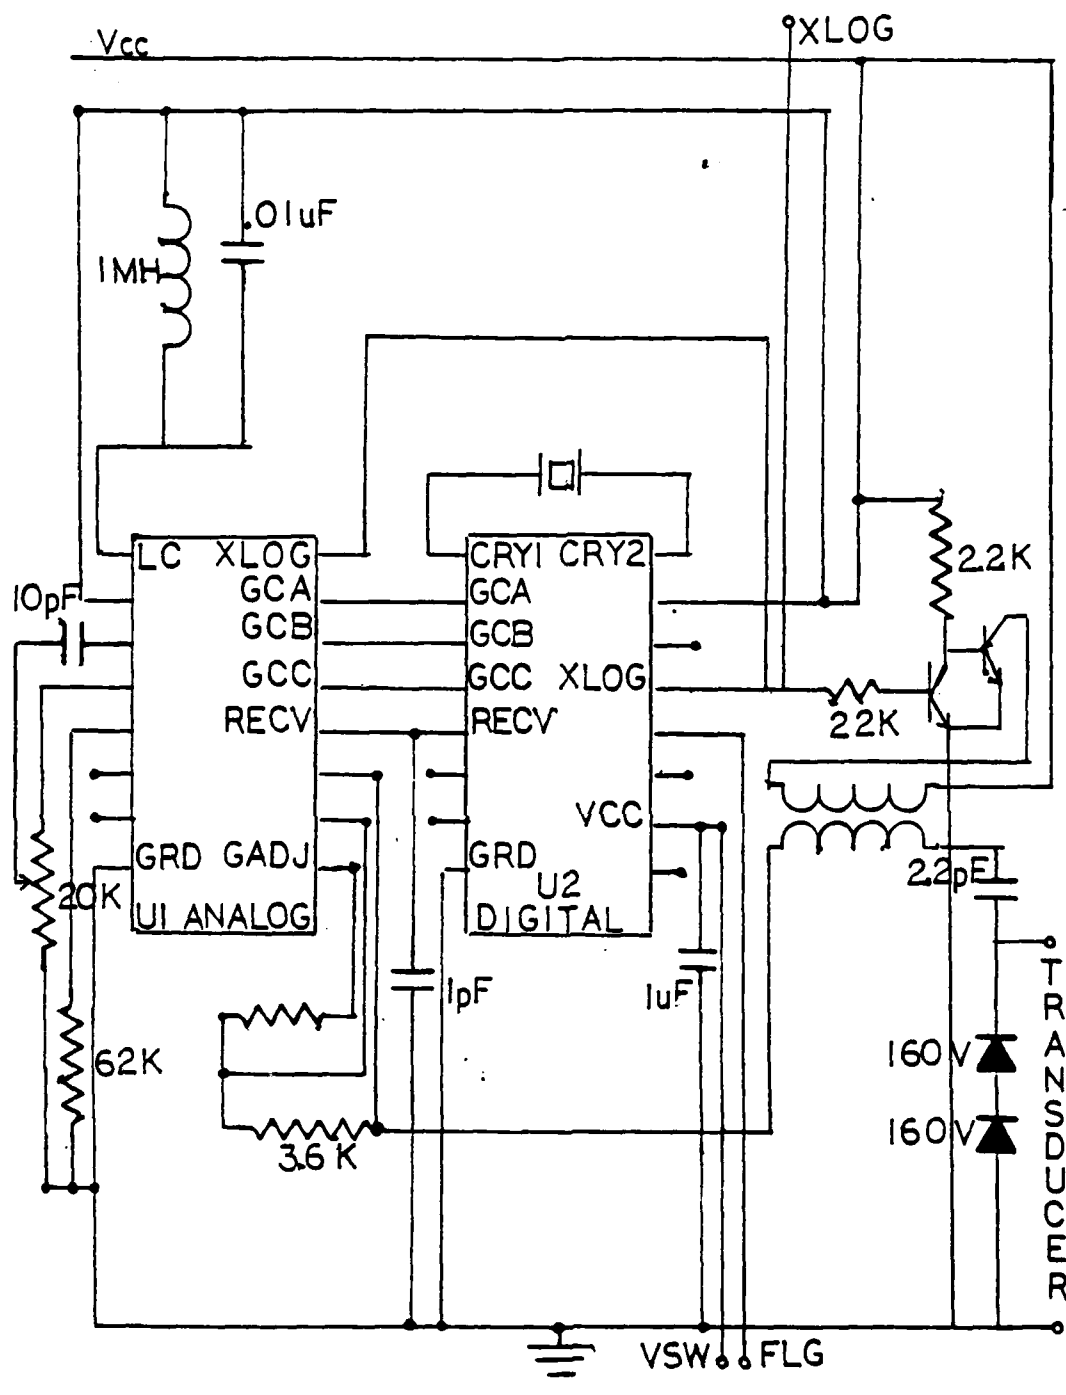 XLOG
Vcc
.01uF
1MH
LC XLOG
GCA
GCB
GCC
RECV
GRD GADJ
U1 ANALOG
CRY1 CRY2
GCA
GCB
GCC XLOG
RECV
VCC
GRD
U2
DIGITAL
10pF
2.2K
22K
20K
2.2pF
1pF
1uF
62K
3.6K
160V
160V
TRANSDUCER
VSW
FLG